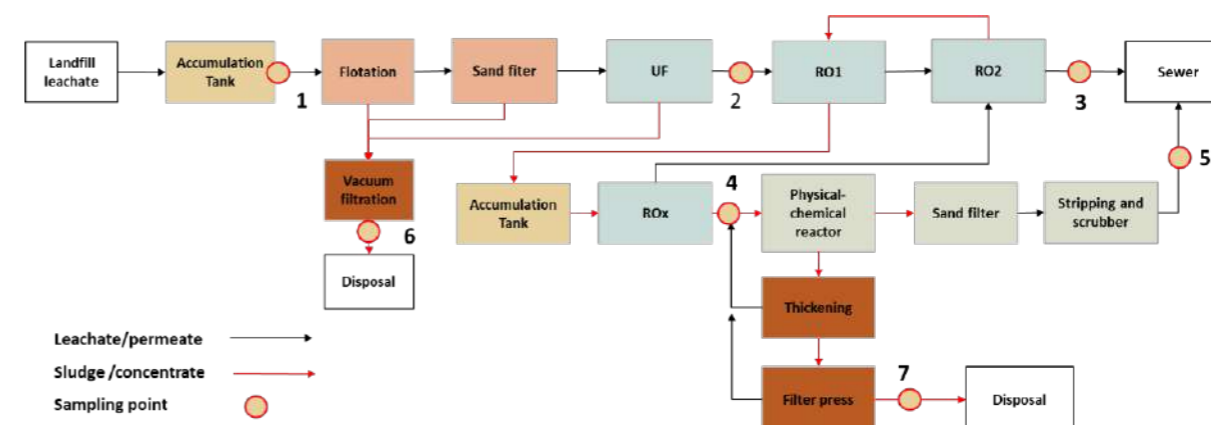 Landfill
leachate
Accumulation
Tank
1
Flotation
Sand fiter
UF
2
RO1
RO2
3
Sewer
5
Vacuum
filtration
6
Disposal
Accumulation
Tank
ROx
4
Physical-
chemical
reactor
Sand filter
Stripping and
scrubber
Thickening
Filter press
7
Disposal
Leachate/permeate
Sludge/concentrate
Sampling point